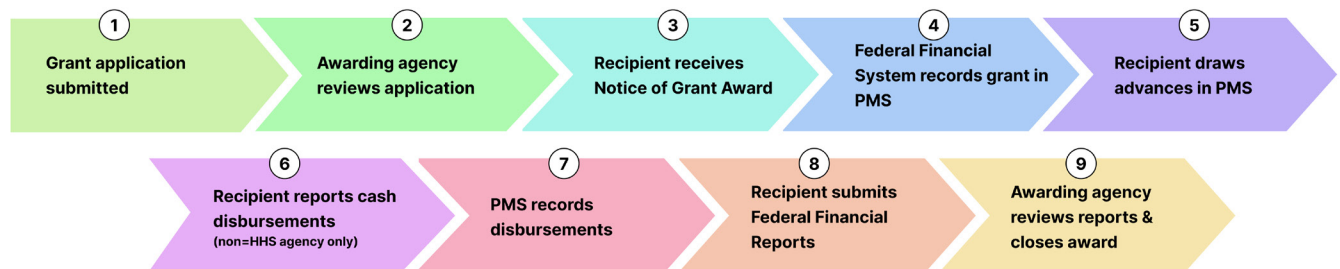 1
Grant application
submitted
2
Awarding agency
reviews application
3
Recipient receives
Notice of Grant Award
4
Federal Financial
System records grant in
PMS
5
Recipient draws
advances in PMS
6
Recipient reports cash
disbursements
(non=HHS agency only)
7
PMS records
disbursements
8
Recipient submits
Federal Financial
Reports
9
Awarding agency
reviews reports &
closes award